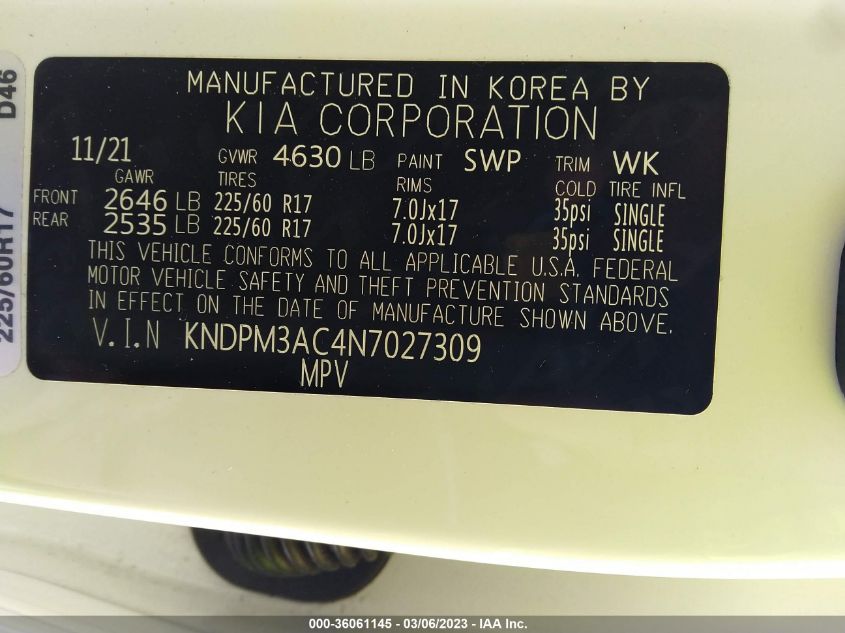 MANUFACTURED IN KOREA BY
KIA CORPORATION
11/21 GVWR 4630 LB PAINT SWP TRIM WK
GAWR TIRES RIMS COLD TIRE INFL
FRONT 2646 LB 225/60 R17 7.0Jx17 35psi SINGLE
REAR 2535 LB 225/60 R17 7.0Jx17 35psi SINGLE
THIS VEHICLE CONFORMS TO ALL APPLICABLE U.S.A. FEDERAL
MOTOR VEHICLE SAFETY AND THEFT PREVENTION STANDARDS
IN EFFECT ON THE DATE OF MANUFACTURE SHOWN ABOVE.
V.I.N KNDPM3AC4N7027309
MPV
225/60R17 D46
000-36061145 - 03/06/2023 - IAA Inc.